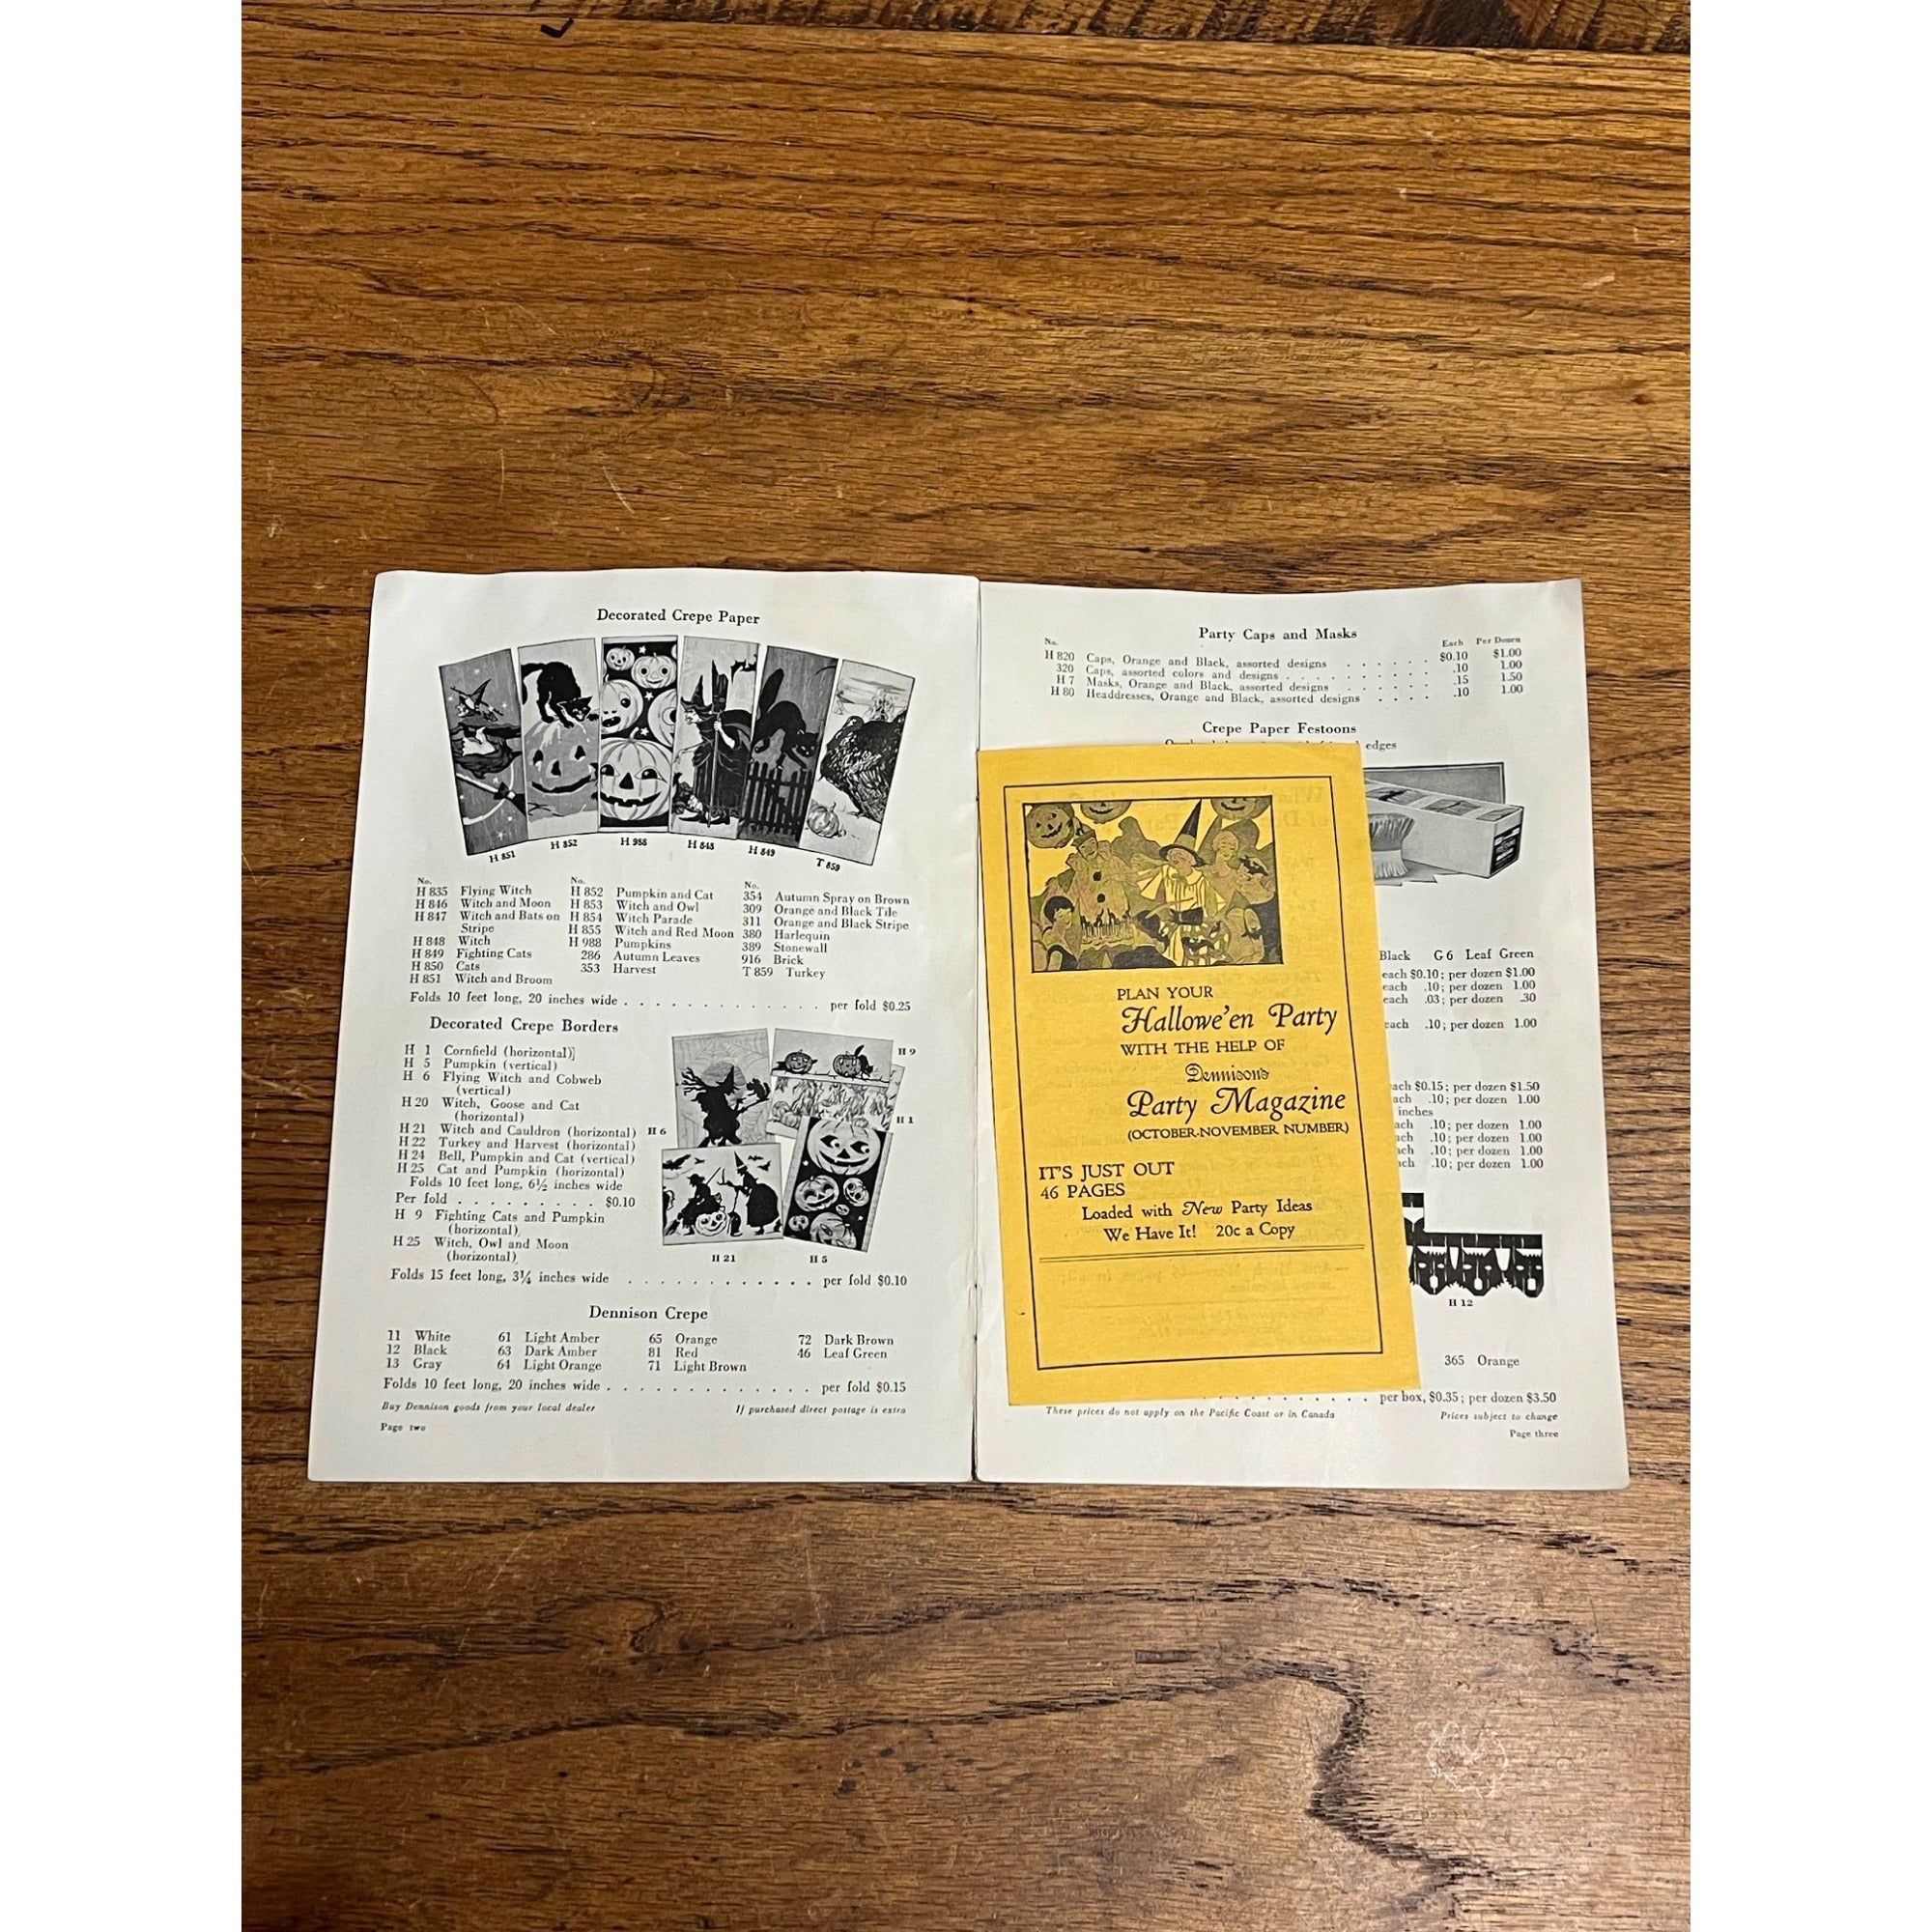 Decorated Crepe Paper
H 851
H 852
H 988
H 848
H 849
T 859
No.
H 835 Flying Witch
H 846 Witch and Moon
H 847 Witch and Bats on
Stripe
H 848 Witch
H 849 Fighting Cats
H 850 Cats
H 851 Witch and Broom
No.
H 852 Pumpkin and Cat
H 853 Witch and Owl
H 854 Witch Parade
H 855 Witch and Red Moon
H 988 Pumpkins
286 Autumn Leaves
353 Harvest
No.
354 Autumn Spray on Brown
309 Orange and Black Tile
311 Orange and Black Stripe
380 Harlequin
389 Stonewall
916 Brick
T 859 Turkey
Folds 10 feet long, 20 inches wide . . . . . . . . . . . . . per fold $0.25
Decorated Crepe Borders
H 1 Cornfield (horizontal)]
H 5 Pumpkin (vertical)
H 6 Flying Witch and Cobweb
(vertical)
H 20 Witch, Goose and Cat
(horizontal)
H 21 Witch and Cauldron (horizontal)
H 22 Turkey and Harvest (horizontal)
H 24 Bell, Pumpkin and Cat (vertical)
H 25 Cat and Pumpkin (horizontal)
Folds 10 feet long, 6½ inches wide
Per fold . . . . . . . . $0.10
H 9 Fighting Cats and Pumpkin
(horizontal)
H 25 Witch, Owl and Moon
(horizontal)
H 9
H 1
H 6
H 21
H 5
Folds 15 feet long, 3¼ inches wide . . . . . . . . . . . . per fold $0.10
Dennison Crepe
11 White
12 Black
13 Gray
61 Light Amber
63 Dark Amber
64 Light Orange
65 Orange
81 Red
71 Light Brown
72 Dark Brown
46 Leaf Green
Folds 10 feet long, 20 inches wide . . . . . . . . . . . . . per fold $0.15
Buy Dennison goods from your local dealer
If purchased direct postage is extra
Page two
Party Caps and Masks
No. Each Per Dozen
H 820 Caps, Orange and Black, assorted designs . . . . . . $0.10 $1.00
320 Caps, assorted colors and designs . . . . . . . . . .10 1.00
H 7 Masks, Orange and Black, assorted designs . . . . . . .15 1.50
H 80 Headdresses, Orange and Black, assorted designs . . . . .10 1.00
Crepe Paper Festoons
edges
PLAN YOUR
Hallowe'en Party
WITH THE HELP OF
Dennison's
Party Magazine
(OCTOBER-NOVEMBER NUMBER)
IT'S JUST OUT
46 PAGES
Loaded with New Party Ideas
We Have It! 20c a Copy
Black G 6 Leaf Green
each $0.10; per dozen $1.00
each .10; per dozen 1.00
each .03; per dozen .30
each .10; per dozen 1.00
each $0.15; per dozen $1.50
each .10; per dozen 1.00
inches
each .10; per dozen 1.00
each .10; per dozen 1.00
each .10; per dozen 1.00
each .10; per dozen 1.00
H 12
365 Orange
. . . . . . . . . . per box, $0.35; per dozen $3.50
These prices do not apply on the Pacific Coast or in Canada
Prices subject to change
Page three